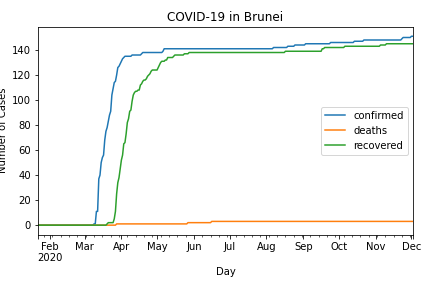 COVID-19 in Brunei
Number of Cases
140
120
100
80
60
40
20
0
confirmed
deaths
recovered
Feb Mar Apr May Jun Jul Aug Sep Oct Nov Dec
2020
Day